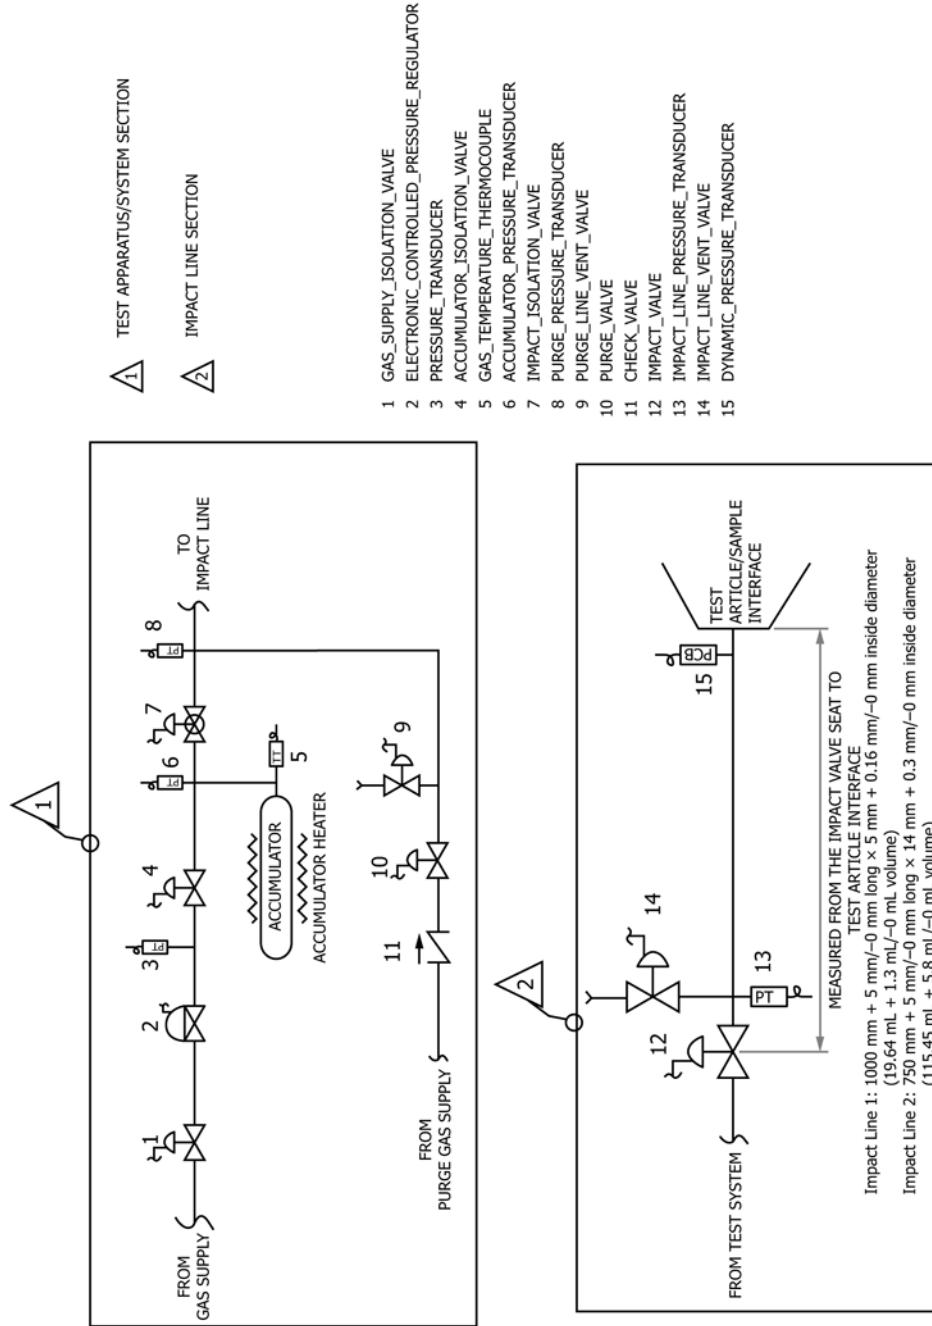 1
TEST APPARATUS/SYSTEM SECTION
2
IMPACT LINE SECTION
1
FROM
GAS SUPPLY
1
2
3
PT
4
6
PT
7
8
PT
TO
IMPACT LINE
ACCUMULATOR
ACCUMULATOR HEATER
TT
5
9
10
11
FROM
PURGE GAS SUPPLY
1 GAS_SUPPLY_ISOLATION_VALVE
2 ELECTRONIC_CONTROLLED_PRESSURE_REGULATOR
3 PRESSURE_TRANSDUCER
4 ACCUMULATOR_ISOLATION_VALVE
5 GAS_TEMPERATURE_THERMOCOUPLE
6 ACCUMULATOR_PRESSURE_TRANSDUCER
7 IMPACT_ISOLATION_VALVE
8 PURGE_PRESSURE_TRANSDUCER
9 PURGE_LINE_VENT_VALVE
10 PURGE_VALVE
11 CHECK_VALVE
12 IMPACT_VALVE
13 IMPACT_LINE_PRESSURE_TRANSDUCER
14 IMPACT_LINE_VENT_VALVE
15 DYNAMIC_PRESSURE_TRANSDUCER
2
FROM TEST SYSTEM
12
14
PT
13
15
PCB
TEST
ARTICLE/SAMPLE
INTERFACE
MEASURED FROM THE IMPACT VALVE SEAT TO
TEST ARTICLE INTERFACE
Impact Line 1: 1000 mm + 5 mm/–0 mm long × 5 mm + 0.16 mm/–0 mm inside diameter
(19.64 mL + 1.3 mL/–0 mL volume)
Impact Line 2: 750 mm + 5 mm/–0 mm long × 14 mm + 0.3 mm/–0 mm inside diameter
(115.45 mL + 5.8 mL/–0 mL volume)